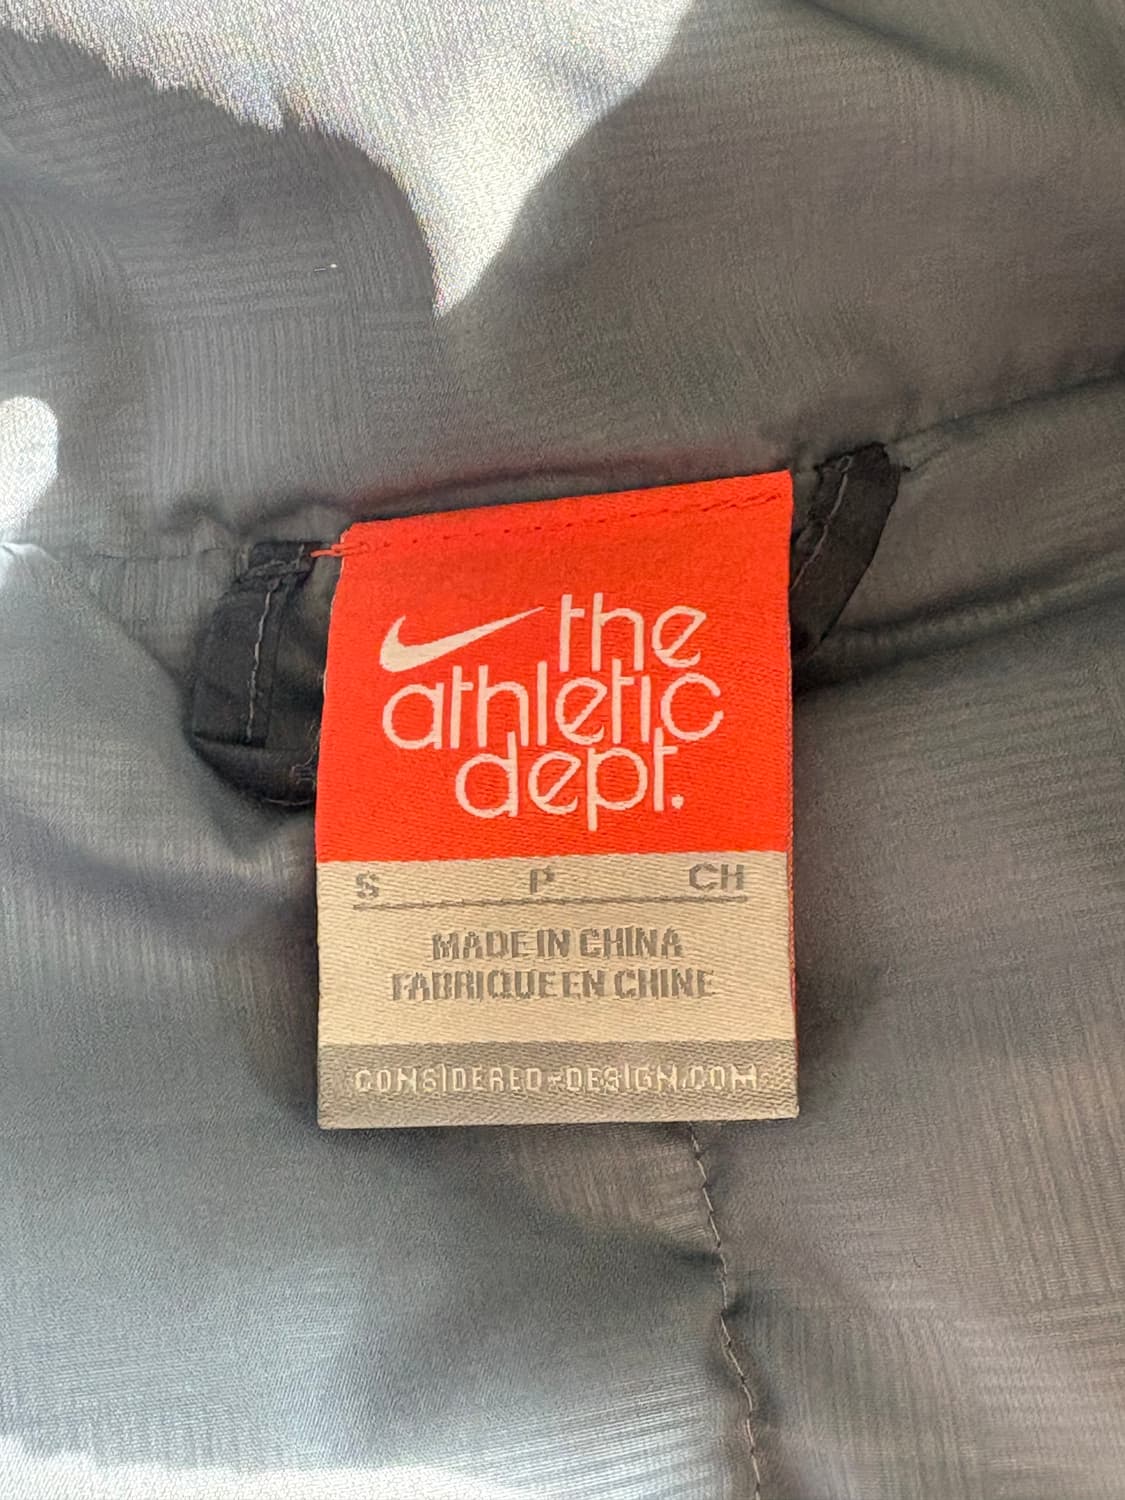 the
athletic
dept.
S P CH
MADE IN CHINA
FABRIQUE EN CHINE
CONSIDERED-DESIGN.COM